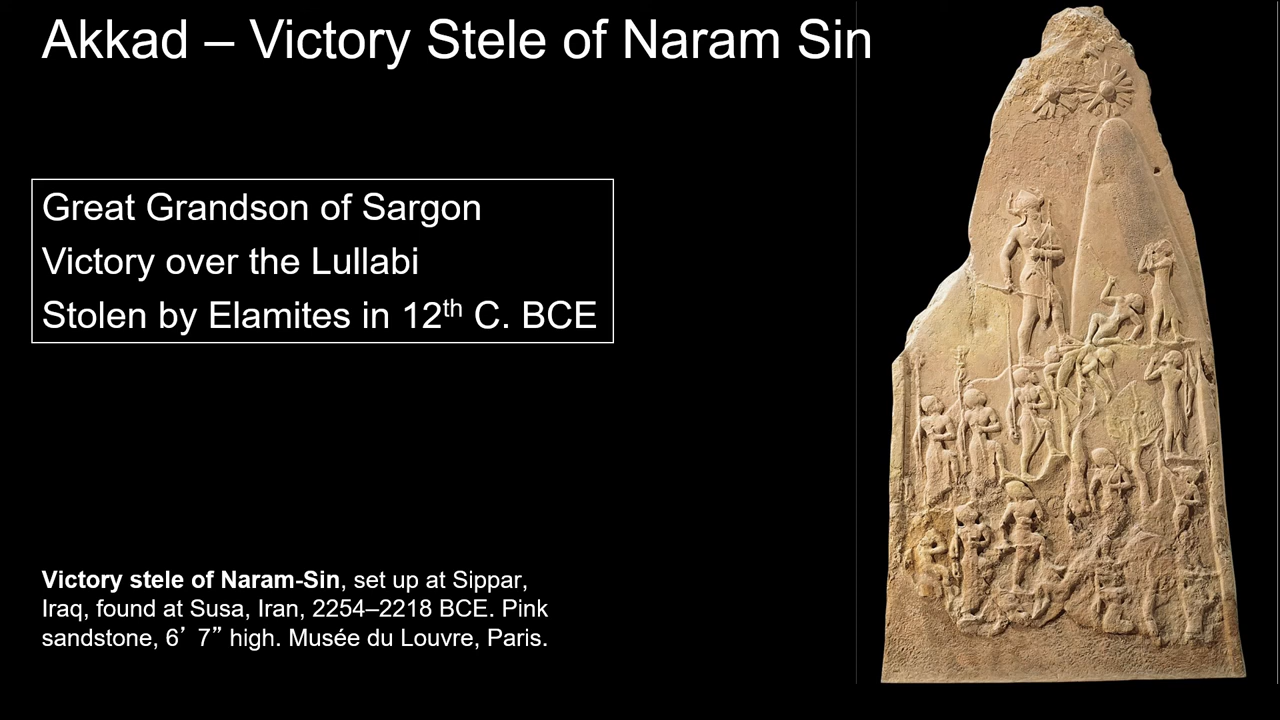 Akkad – Victory Stele of Naram Sin
Great Grandson of Sargon
Victory over the Lullabi
Stolen by Elamites in 12th C. BCE
Victory stele of Naram-Sin, set up at Sippar,
Iraq, found at Susa, Iran, 2254–2218 BCE. Pink
sandstone, 6’ 7” high. Musée du Louvre, Paris.